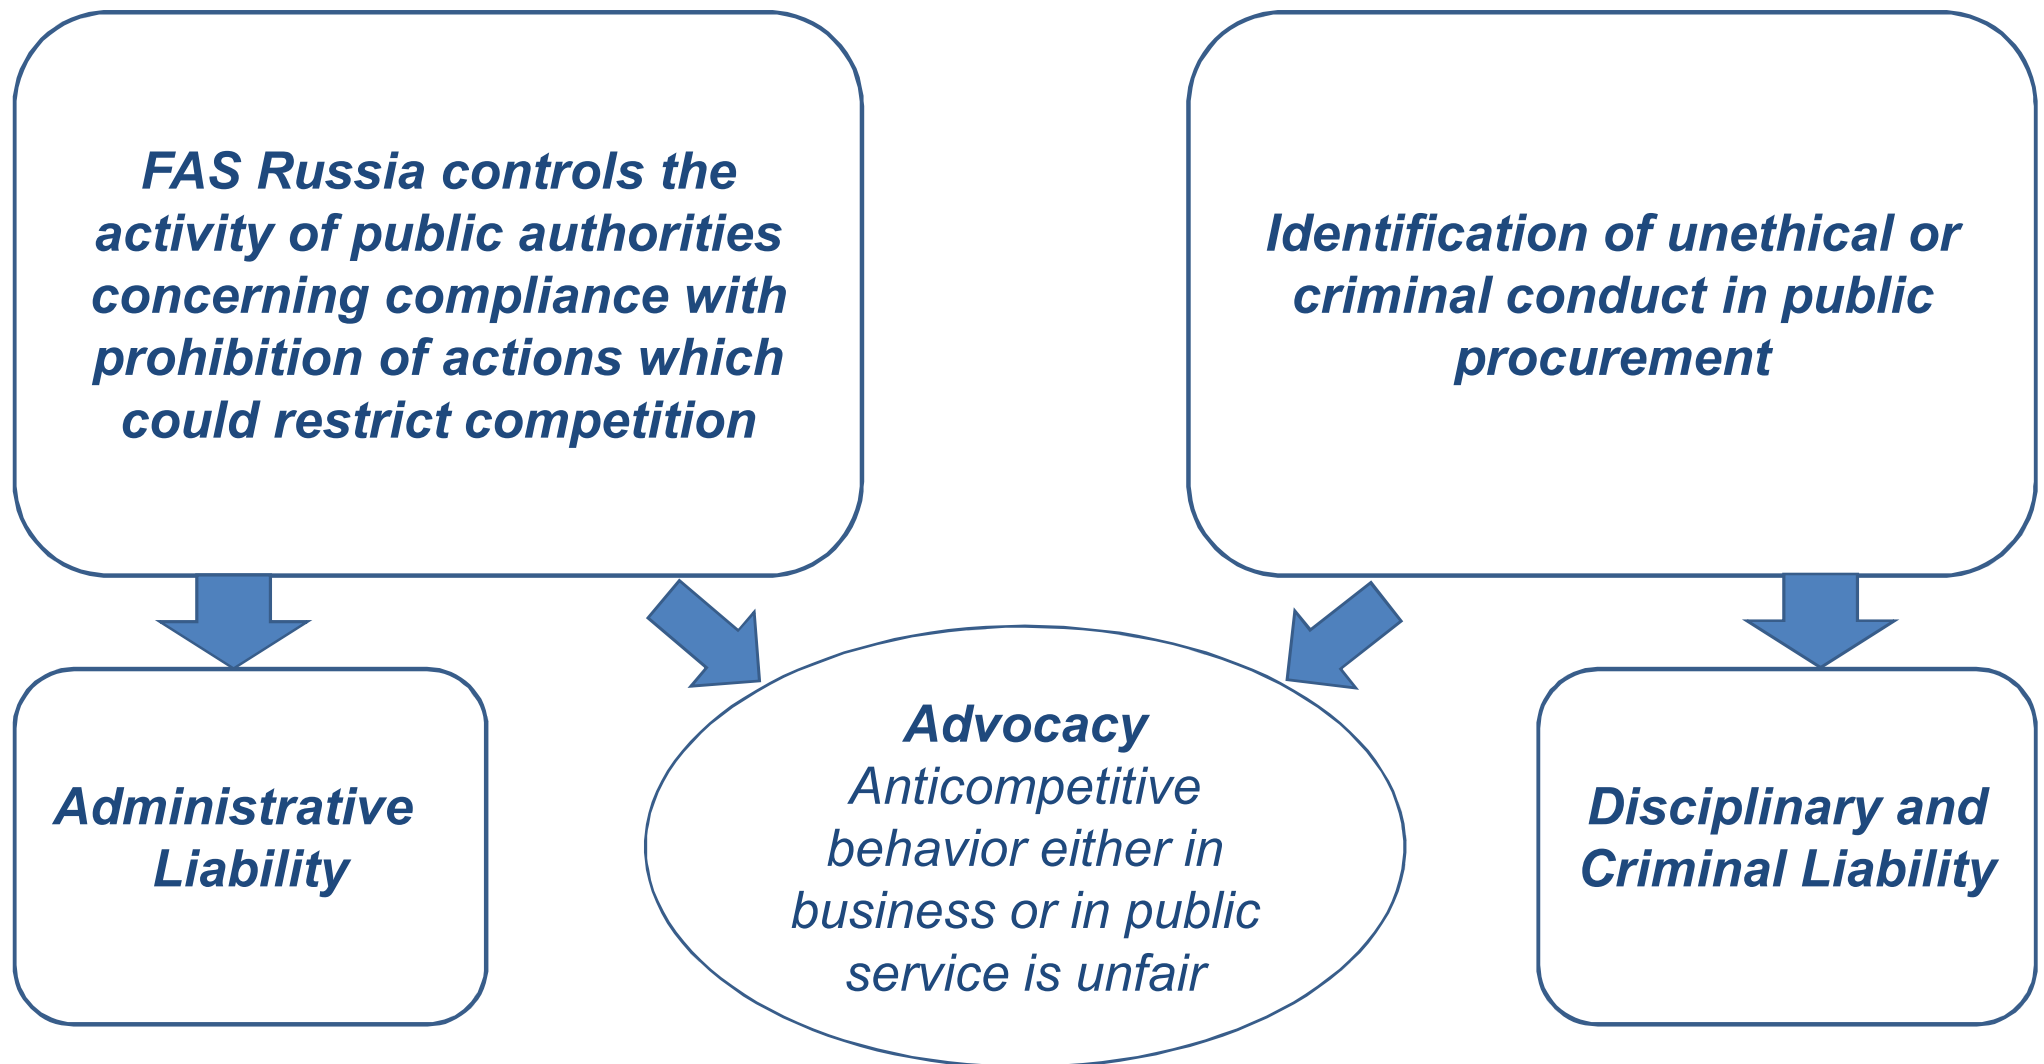 FAS Russia controls the
activity of public authorities
concerning compliance with
prohibition of actions which
could restrict competition
Identification of unethical or
criminal conduct in public
procurement
Administrative
Liability
Advocacy
Anticompetitive
behavior either in
business or in public
service is unfair
Disciplinary and
Criminal Liability